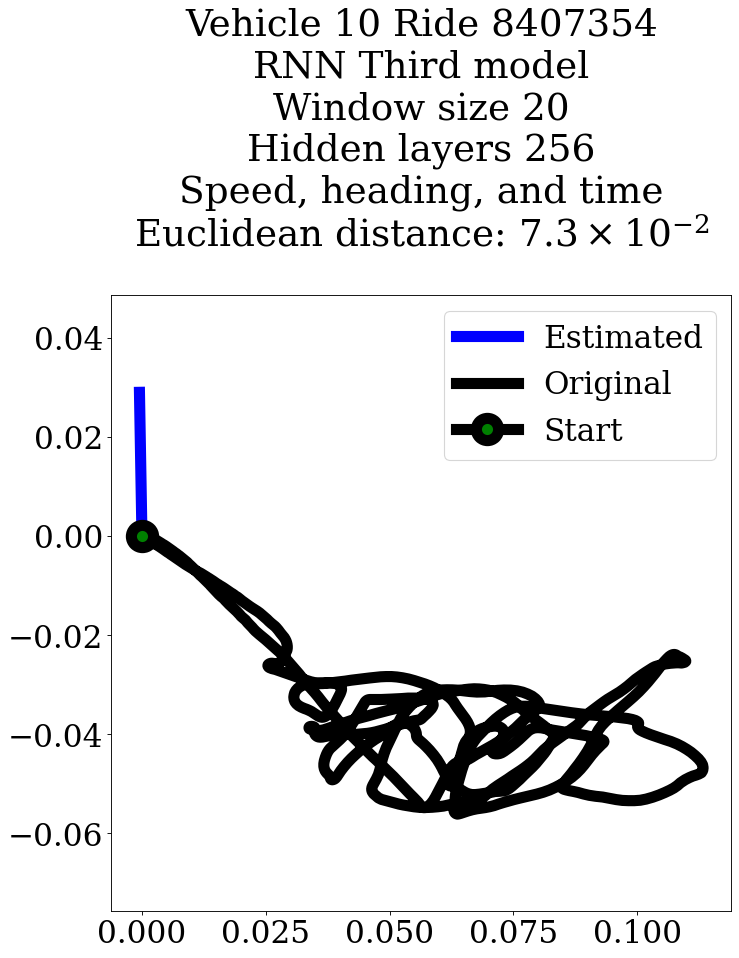 Vehicle 10 Ride 8407354
RNN Third model
Window size 20
Hidden layers 256
Speed, heading, and time
Euclidean distance: 7.3 × 10⁻²
Estimated
Original
Start
0.04
0.02
0.00
−0.02
−0.04
−0.06
0.000 0.025 0.050 0.075 0.100